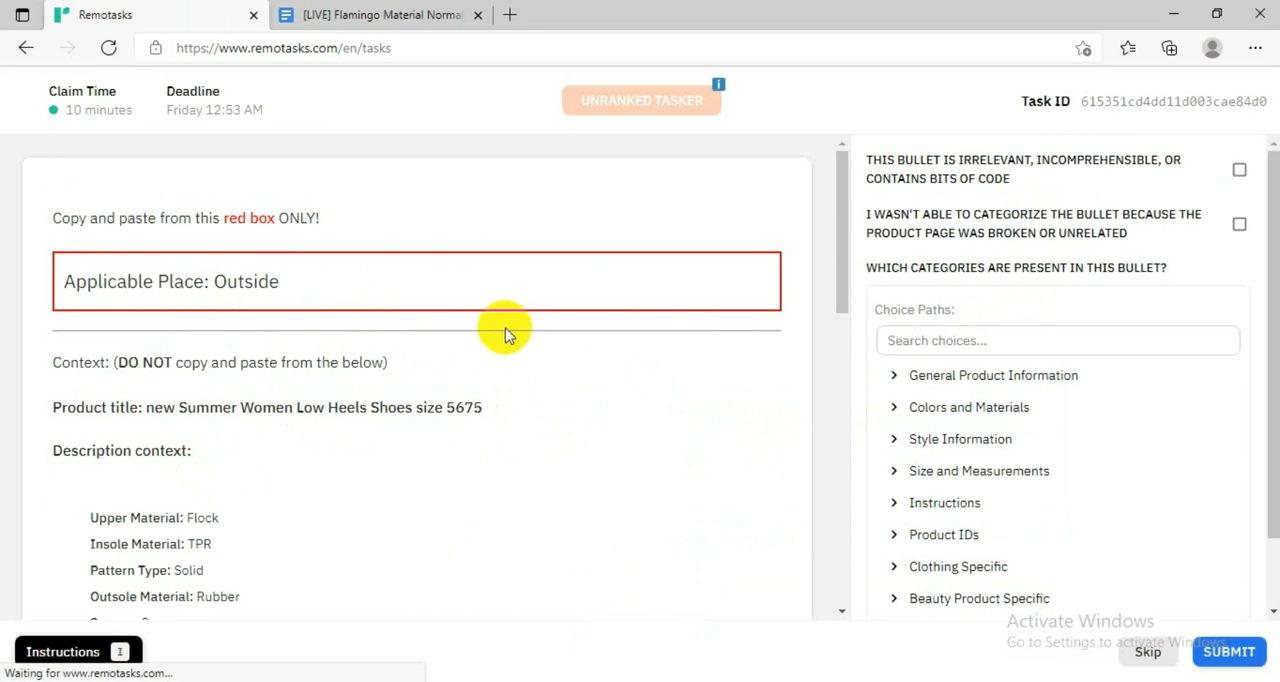 Remotasks
[LIVE] Flamingo Material Normal
https://www.remotasks.com/en/tasks
Claim Time
10 minutes
Deadline
Friday 12:53 AM
UNRANKED TASKER
i
Task ID 615351cd4dd11d003cae84d0
Copy and paste from this red box ONLY!
Applicable Place: Outside
Context: (DO NOT copy and paste from the below)
Product title: new Summer Women Low Heels Shoes size 5675
Description context:
Upper Material: Flock
Insole Material: TPR
Pattern Type: Solid
Outsole Material: Rubber
THIS BULLET IS IRRELEVANT, INCOMPREHENSIBLE, OR
CONTAINS BITS OF CODE
I WASN'T ABLE TO CATEGORIZE THE BULLET BECAUSE THE
PRODUCT PAGE WAS BROKEN OR UNRELATED
WHICH CATEGORIES ARE PRESENT IN THIS BULLET?
Choice Paths:
Search choices...
General Product Information
Colors and Materials
Style Information
Size and Measurements
Instructions
Product IDs
Clothing Specific
Beauty Product Specific
Activate Windows
Go to Settings to activate Windows.
Instructions I
Skip
SUBMIT
Waiting for www.remotasks.com...